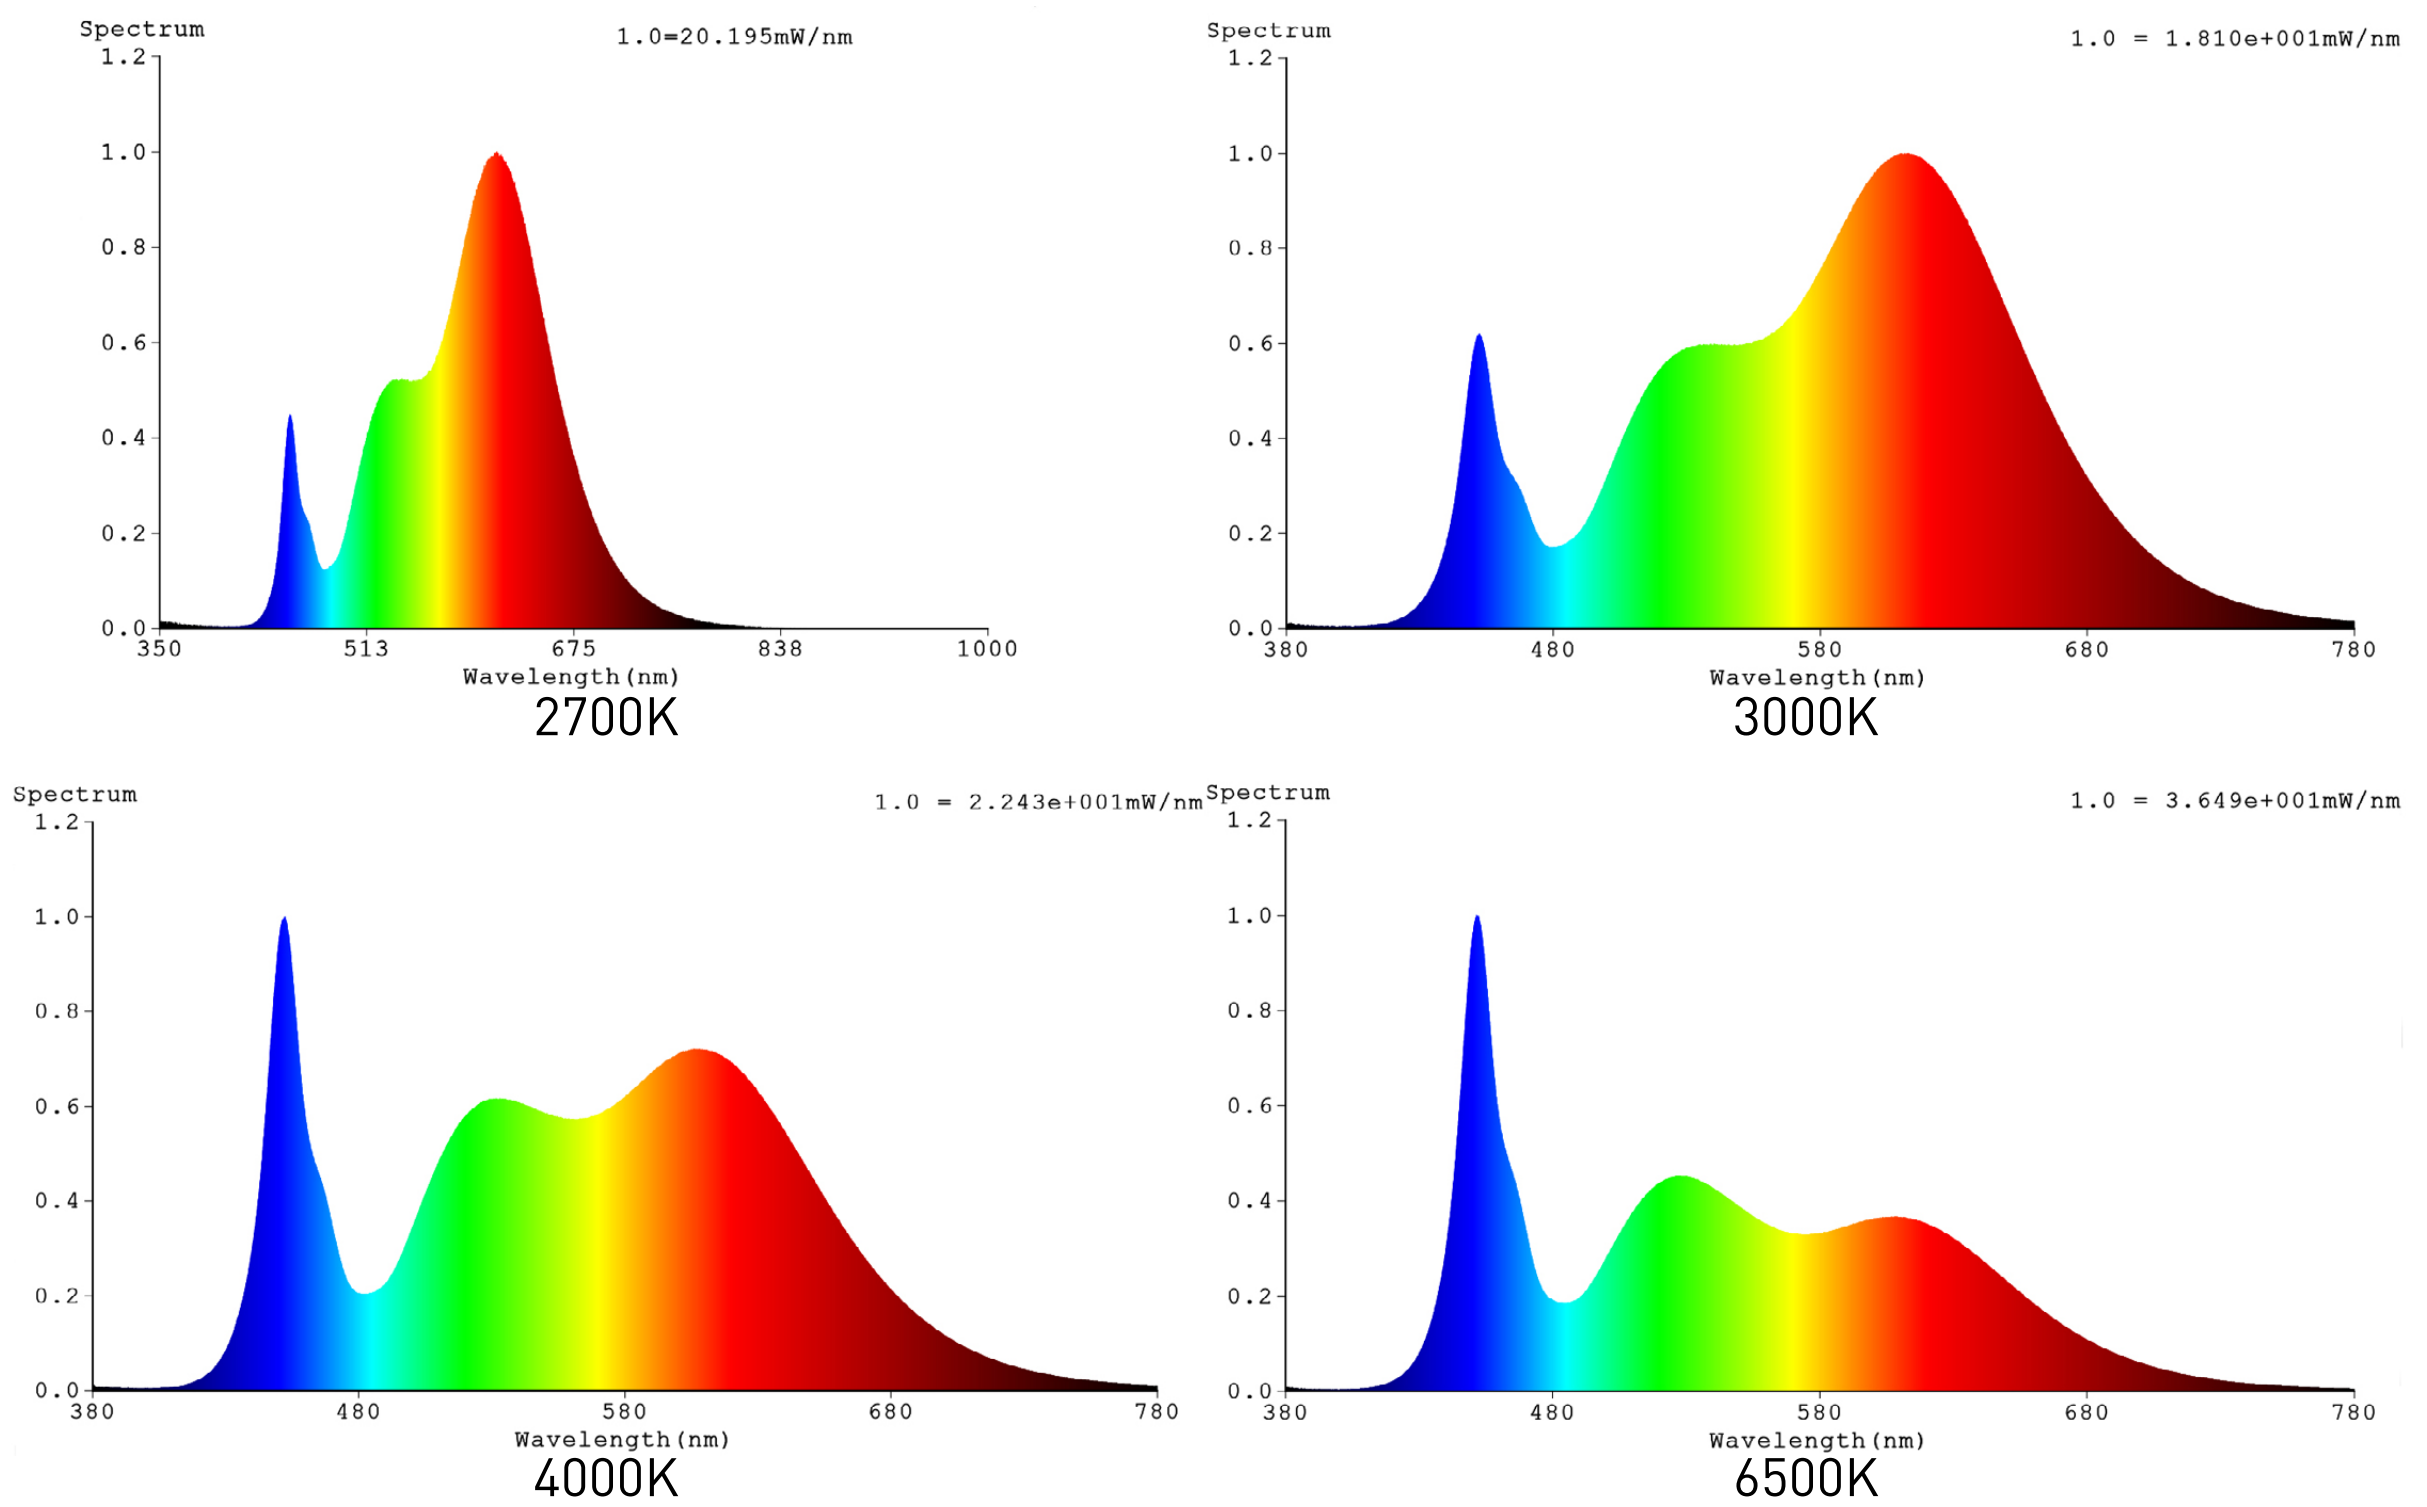 Spectrum
1.0=20.195mW/nm
1.2
1.0
0.8
0.6
0.4
0.2
0.0
350 513 675 838 1000
Wavelength(nm)
2700K
Spectrum
1.0 = 1.810e+001mW/nm
1.2
1.0
0.8
0.6
0.4
0.2
0.0
380 480 580 680 780
Wavelength(nm)
3000K
Spectrum
1.0 = 2.243e+001mW/nm
1.2
1.0
0.8
0.6
0.4
0.2
0.0
380 480 580 680 780
Wavelength(nm)
4000K
Spectrum
1.0 = 3.649e+001mW/nm
1.2
1.0
0.8
0.6
0.4
0.2
0.0
380 480 580 680 780
Wavelength(nm)
6500K